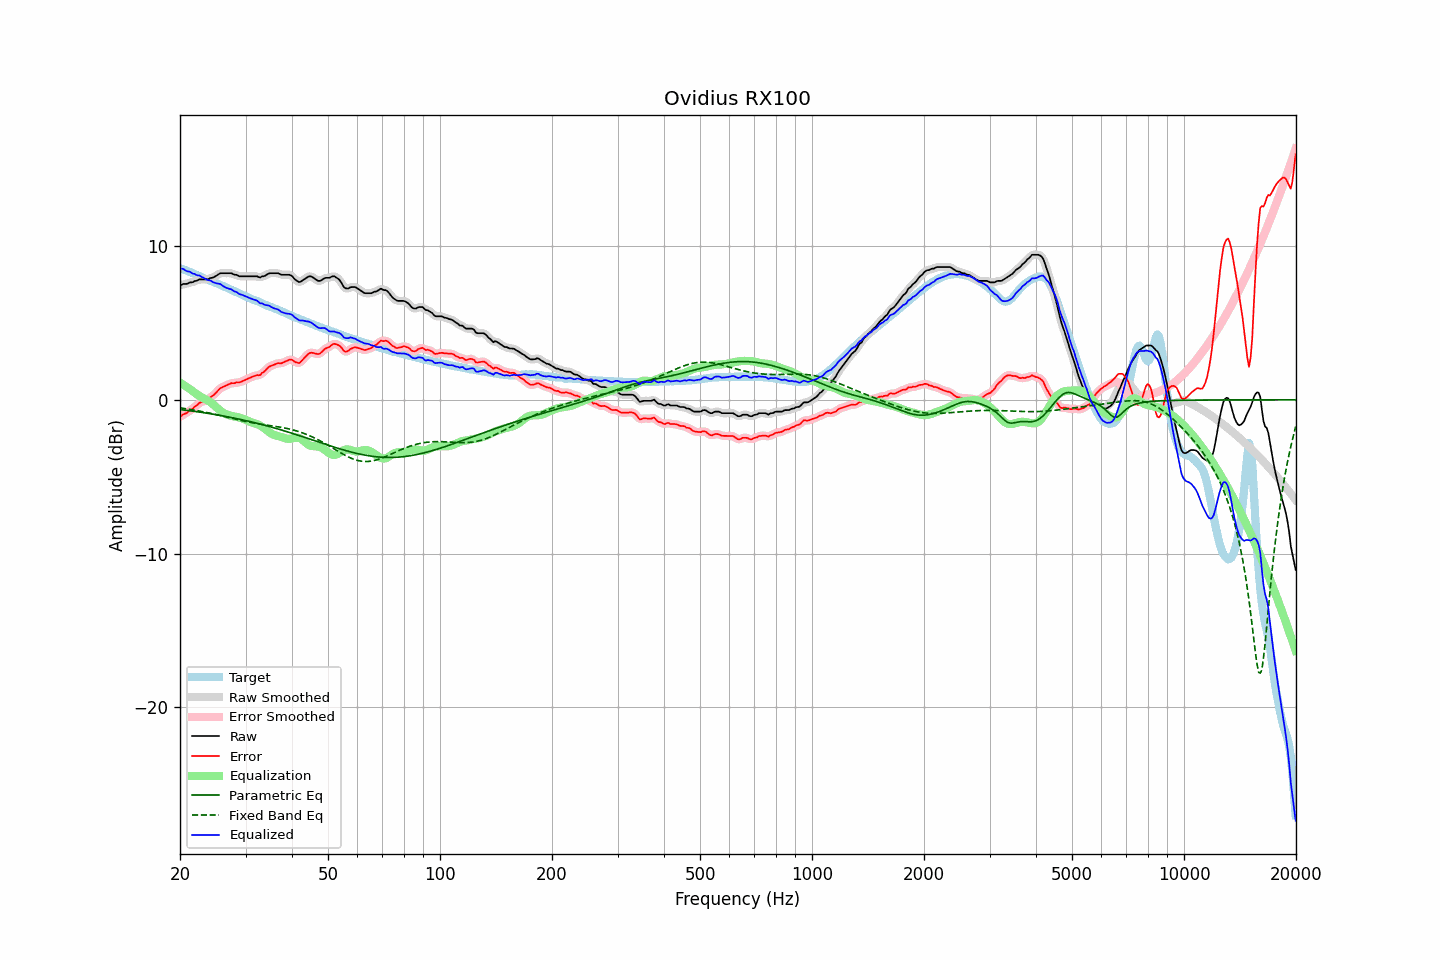 Ovidius RX100
Amplitude (dBr)
10
0
−10
−20
Target
Raw Smoothed
Error Smoothed
Raw
Error
Equalization
Parametric Eq
Fixed Band Eq
Equalized
20 50 100 200 500 1000 2000 5000 10000 20000
Frequency (Hz)